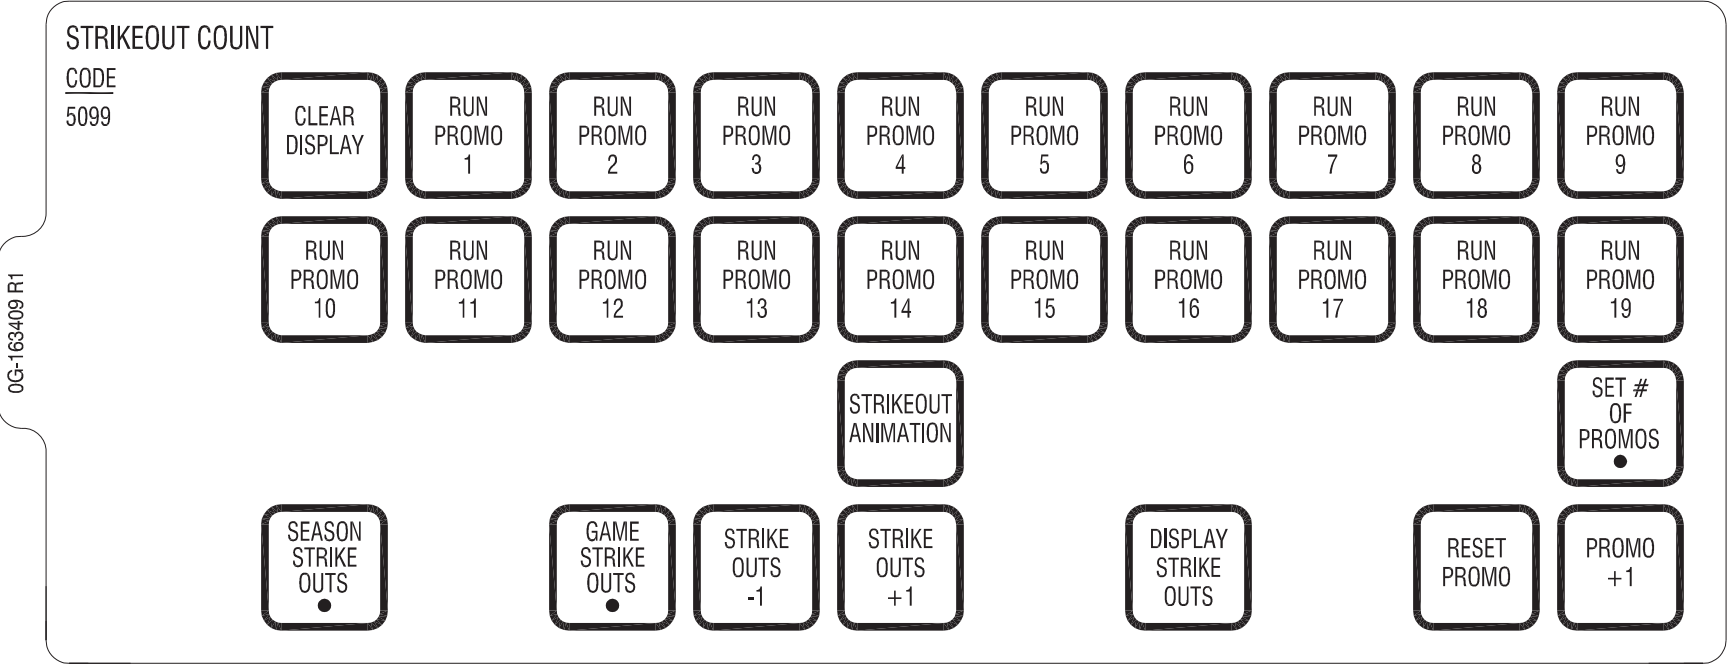 STRIKEOUT COUNT
CODE
5099
0G-163409 R1
CLEAR
DISPLAY
RUN
PROMO
1
RUN
PROMO
2
RUN
PROMO
3
RUN
PROMO
4
RUN
PROMO
5
RUN
PROMO
6
RUN
PROMO
7
RUN
PROMO
8
RUN
PROMO
9
RUN
PROMO
10
RUN
PROMO
11
RUN
PROMO
12
RUN
PROMO
13
RUN
PROMO
14
RUN
PROMO
15
RUN
PROMO
16
RUN
PROMO
17
RUN
PROMO
18
RUN
PROMO
19
STRIKEOUT
ANIMATION
SET #
OF
PROMOS
•
SEASON
STRIKE
OUTS
•
GAME
STRIKE
OUTS
•
STRIKE
OUTS
-1
STRIKE
OUTS
+1
DISPLAY
STRIKE
OUTS
RESET
PROMO
PROMO
+1